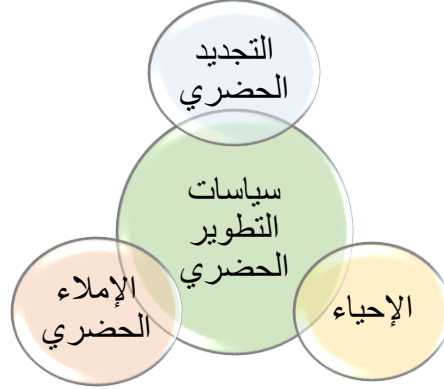 التجديد
الحضري
سياسات
التطوير
الحضري
الإملاء
الحضري
الإحياء